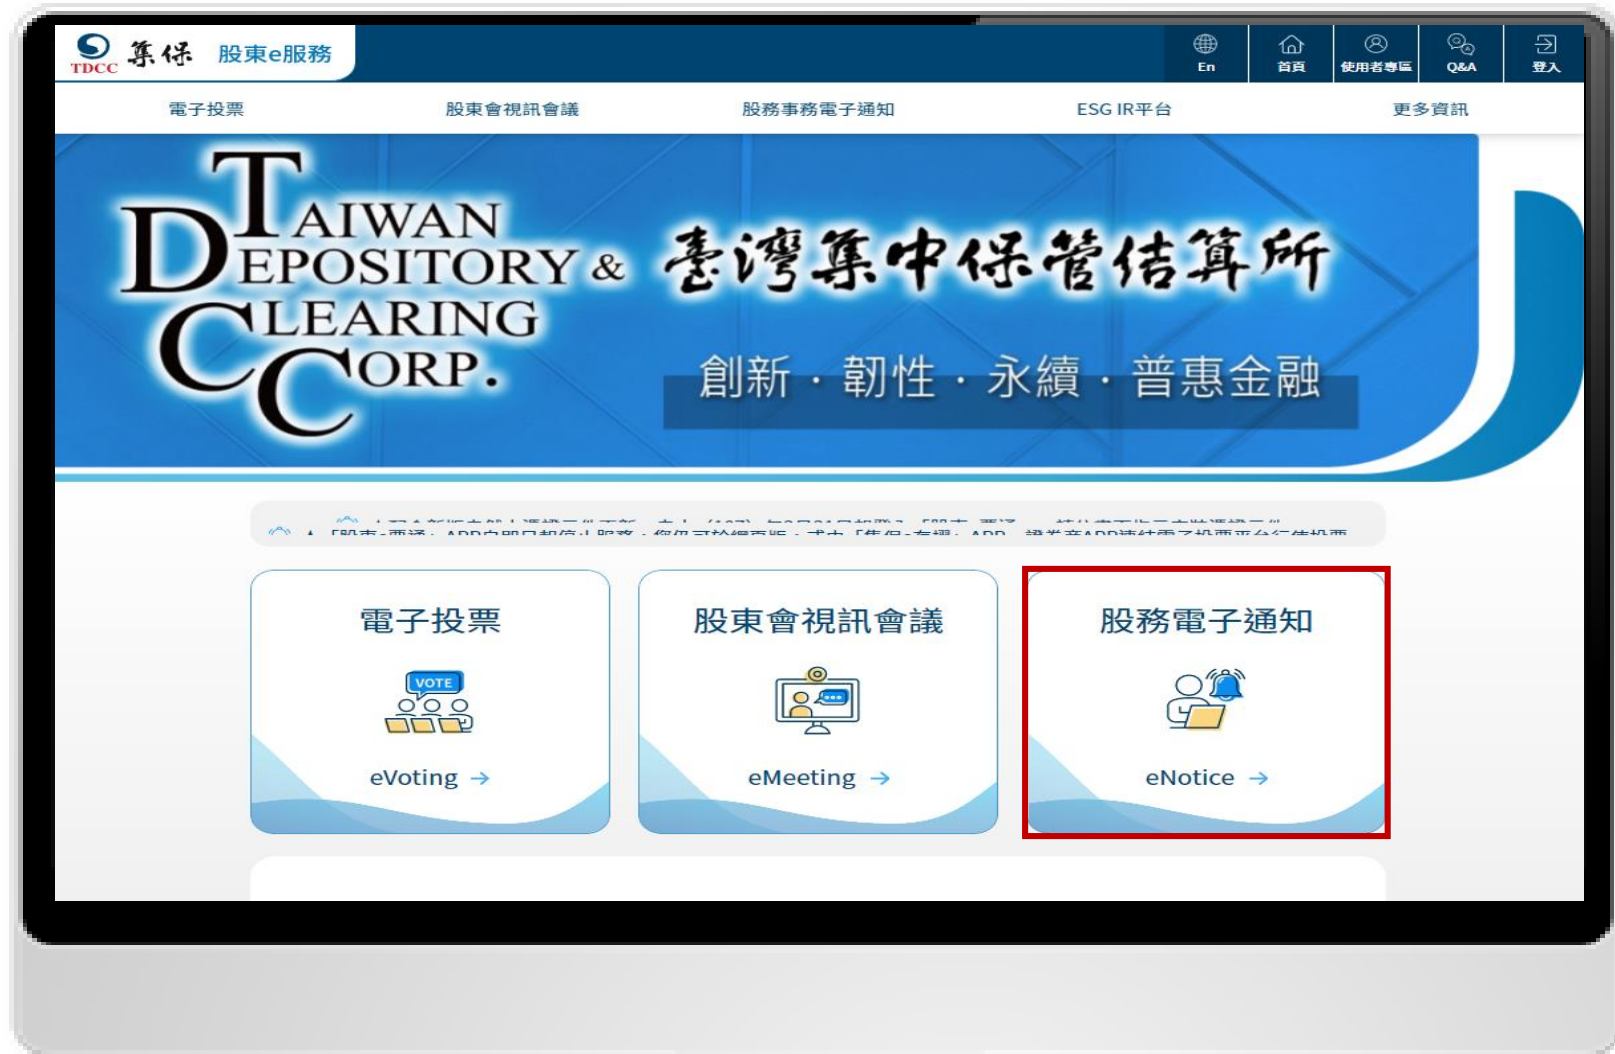 TDCC 集保 股東e服務
En 首頁 使用者專區 Q&A 登入
電子投票 股東會視訊會議 股務事務電子通知 ESG IR平台 更多資訊
TAIWAN
DEPOSITORY &
CLEARING
CORP.
臺灣集中保管結算所
創新・韌性・永續・普惠金融
電子投票 股東會視訊會議 股務電子通知
VOTE
eVoting → eMeeting → eNotice →